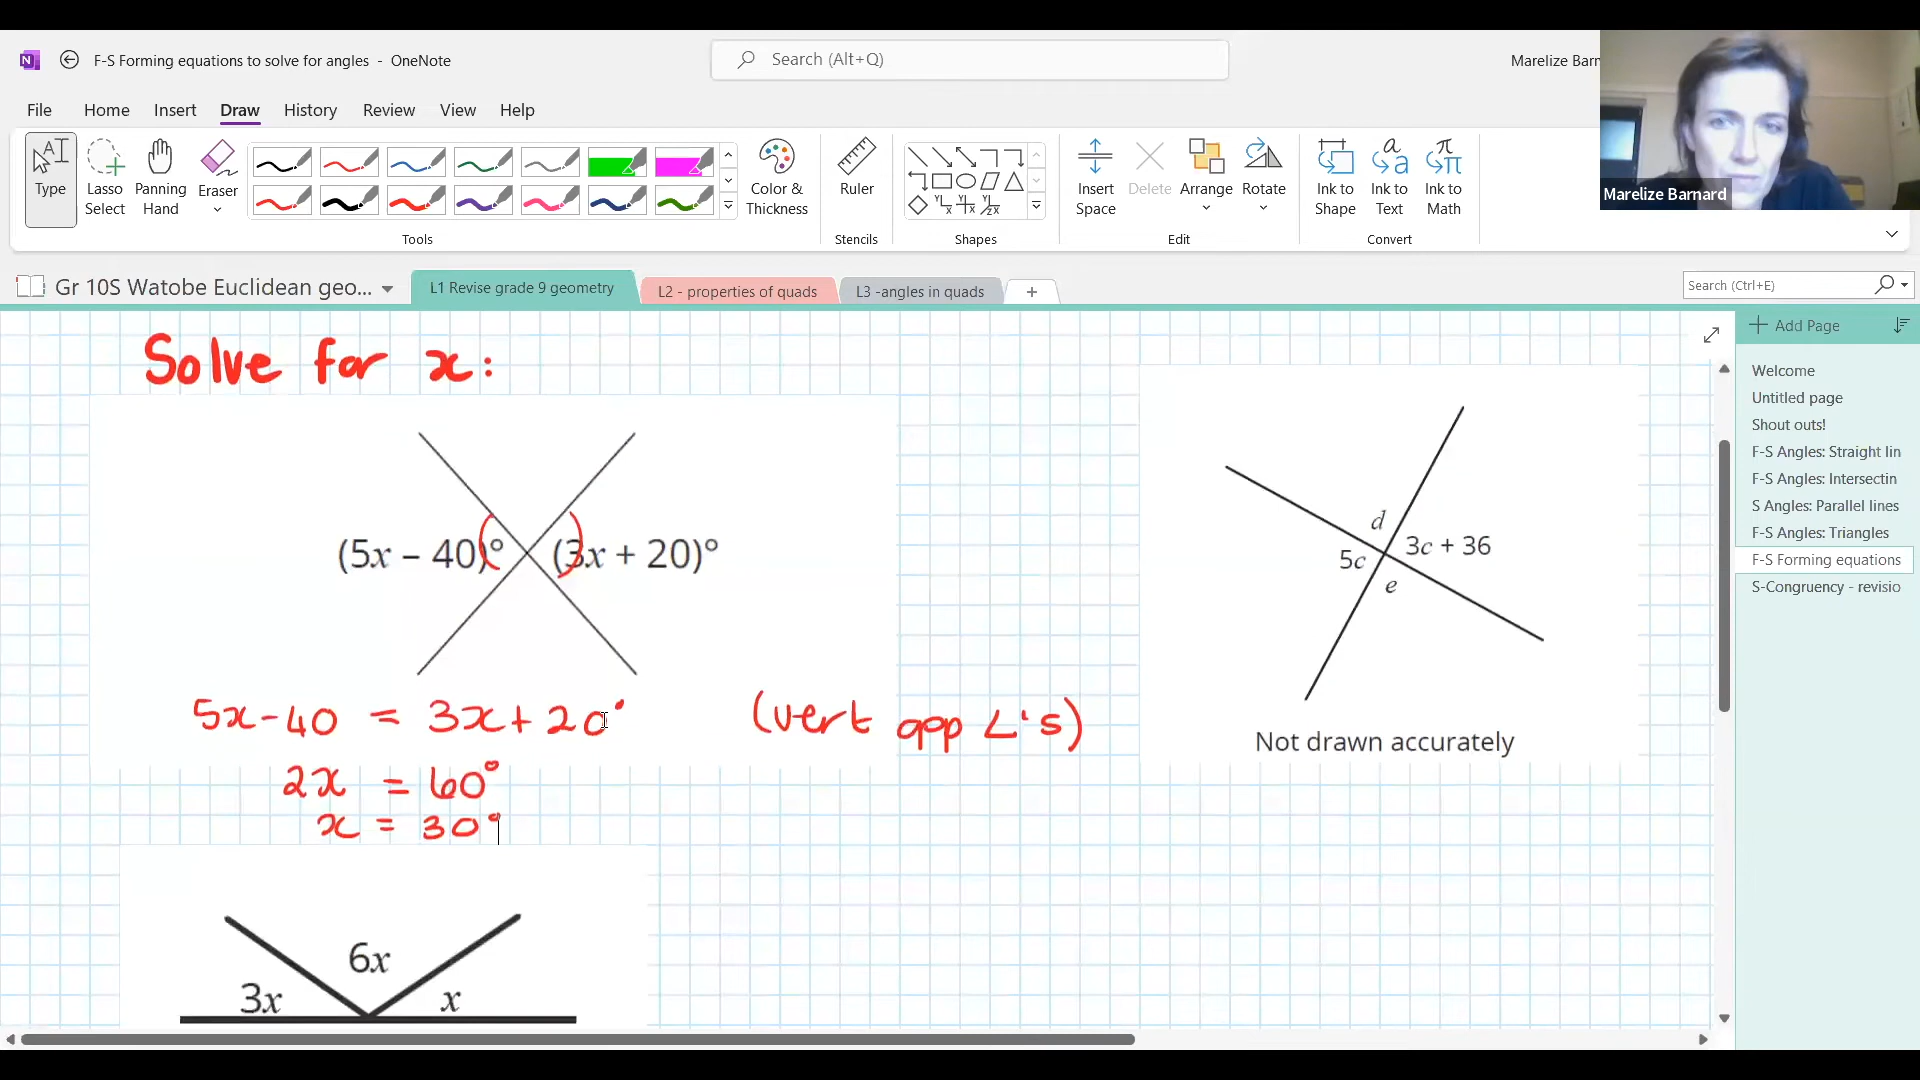 F-S Forming equations to solve for angles - OneNote
Search (Alt+Q)
Marelize Barn
File Home Insert Draw History Review View Help
Type
Lasso Select
Panning Hand
Eraser
Color & Thickness
Ruler
Insert Space
Delete
Arrange
Rotate
Ink to Shape
Ink to Text
Ink to Math
Marelize Barnard
Tools
Stencils
Shapes
Edit
Convert
Gr 10S Watobe Euclidean geo...
L1 Revise grade 9 geometry
L2 - properties of quads
L3 -angles in quads
Search (Ctrl+E)
Add Page
Welcome
Untitled page
Shout outs!
F-S Angles: Straight lin
F-S Angles: Intersectin
S Angles: Parallel lines
F-S Angles: Triangles
F-S Forming equations
S-Congruency - revisio
Solve for x:
(5x – 40)° (3x + 20)°
5x-40 = 3x+20° (vert opp ∠'s)
2x = 60°
x = 30°
d
5c
3c + 36
e
Not drawn accurately
6x
3x
x